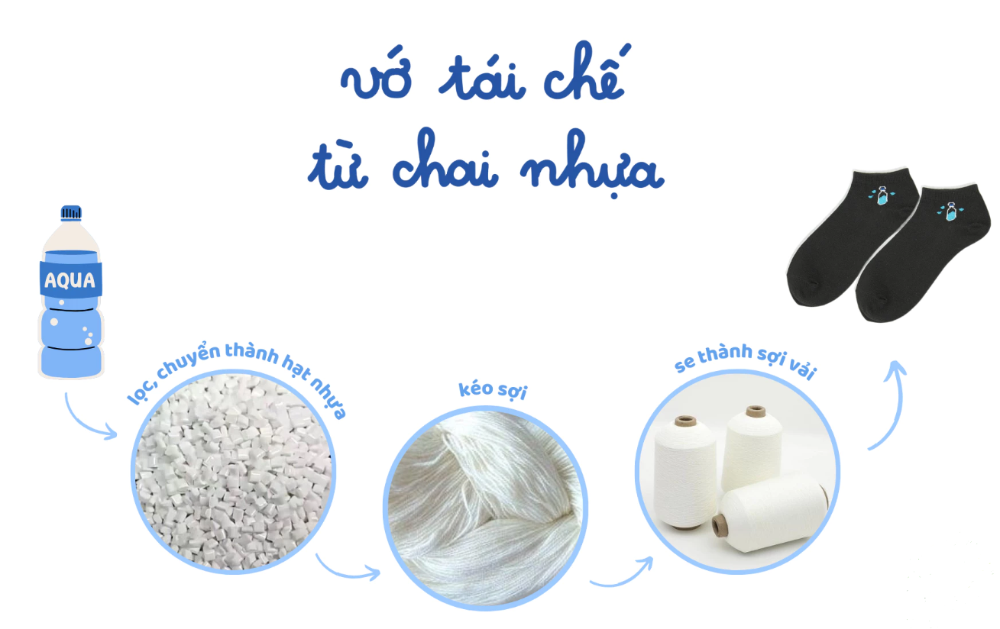 vớ tái chế
từ chai nhựa
AQUA
lọc, chuyển thành hạt nhựa
kéo sợi
se thành sợi vải